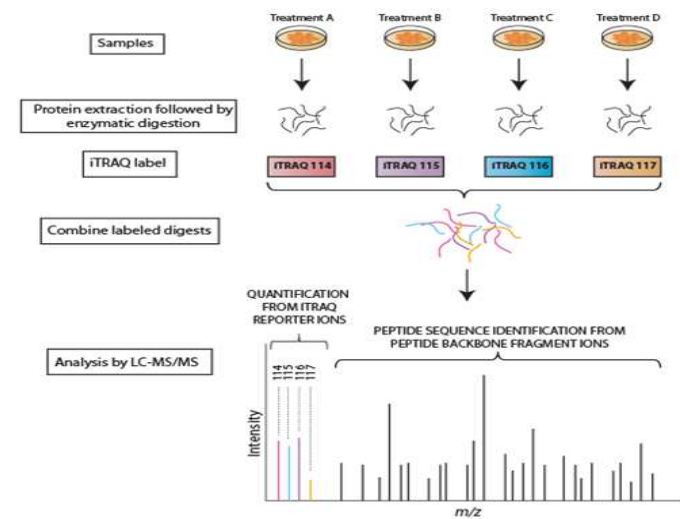 Treatment A
Treatment B
Treatment C
Treatment D
Samples
Protein extraction followed by
enzymatic digestion
iTRAQ label
iTRAQ 114
iTRAQ 115
iTRAQ 116
iTRAQ 117
Combine labeled digests
QUANTIFICATION
FROM ITRAQ
REPORTER IONS
PEPTIDE SEQUENCE IDENTIFICATION FROM
PEPTIDE BACKBONE FRAGMENT IONS
Analysis by LC-MS/MS
114
115
116
117
Intensity
m/z